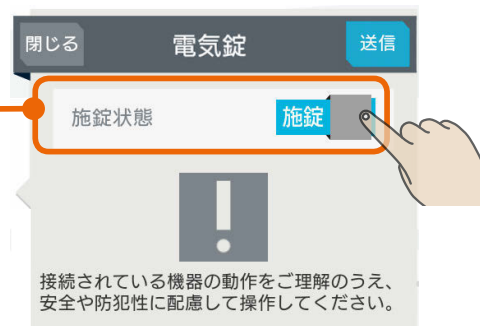 閉じる 電気錠 送信
施錠状態 施錠
接続されている機器の動作をご理解のうえ、
安全や防犯性に配慮して操作してください。